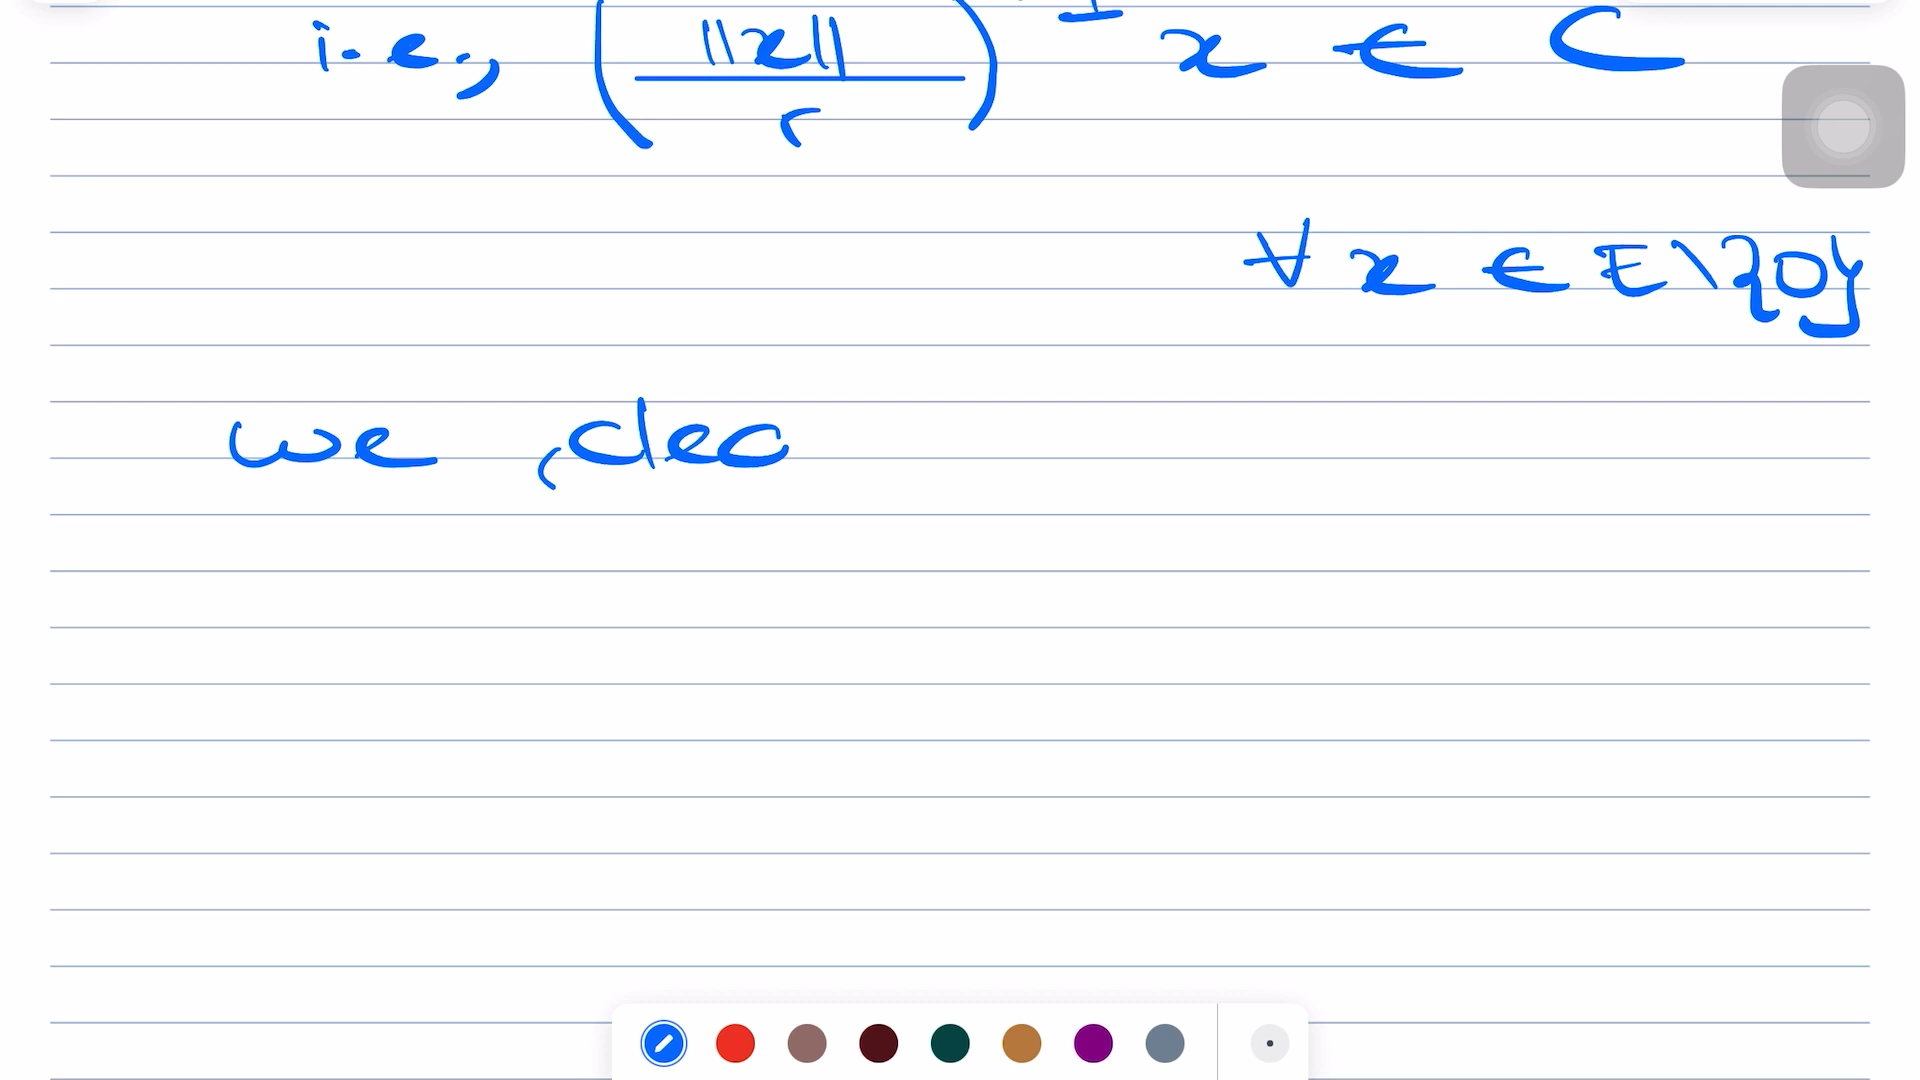 i.e., (‖x‖/r)⁻¹ x ∈ C
∀ x ∈ E\{0}
we , dec